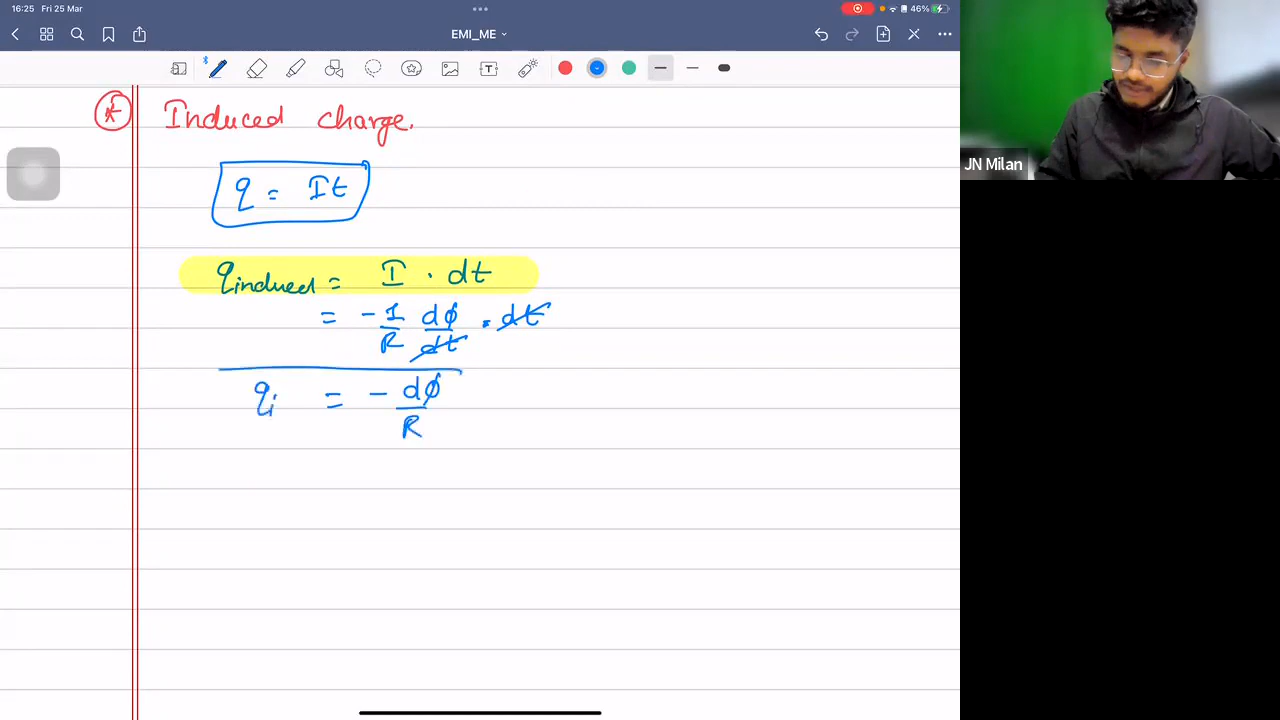 16:25 Fri 25 Mar
46%
EMI_ME
T
* Induced charge.
q = It
qinduced = I · dt
= -1/R dφ/dt · dt
qi = - dφ/R
JN Milan